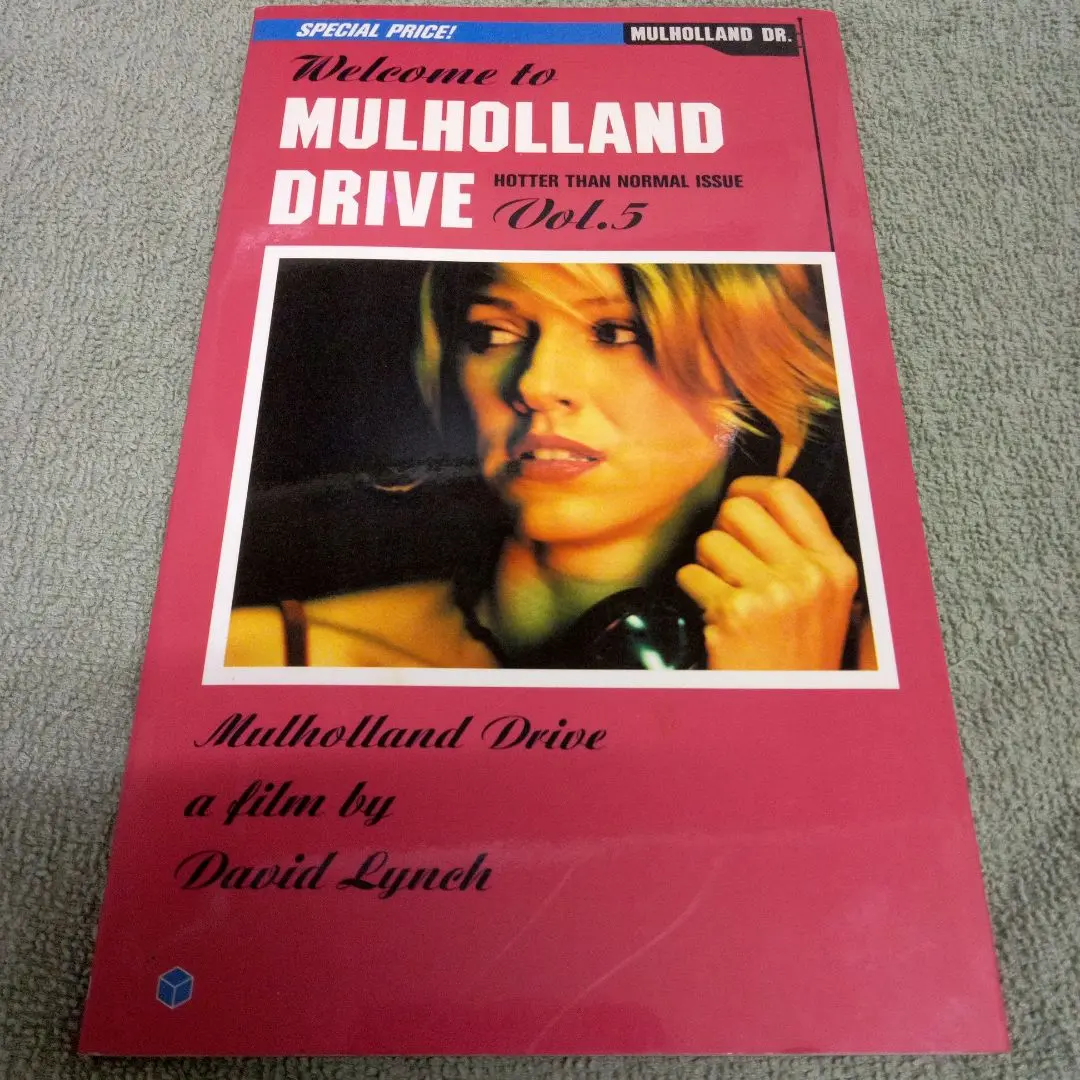 SPECIAL PRICE!
MULHOLLAND DR.
Welcome to
MULHOLLAND
DRIVE
HOTTER THAN NORMAL ISSUE
Vol.5
Mulholland Drive
a film by
David Lynch